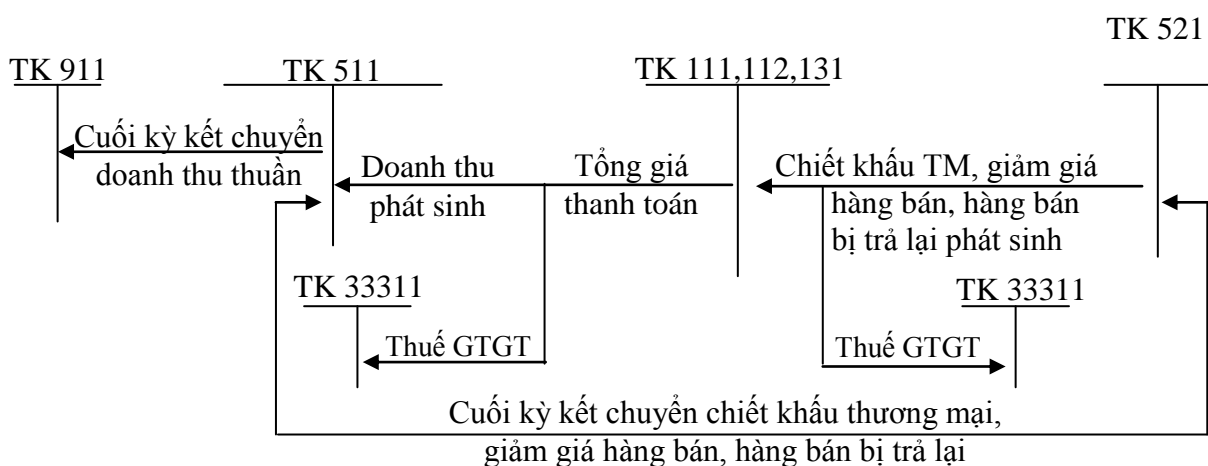 TK 521
TK 911
TK 511
TK 111,112,131
Cuối kỳ kết chuyển
doanh thu thuần
Doanh thu
phát sinh
Tổng giá
thanh toán
Chiết khấu TM, giảm giá
hàng bán, hàng bán
bị trả lại phát sinh
TK 33311
TK 33311
Thuế GTGT
Thuế GTGT
Cuối kỳ kết chuyển chiết khấu thương mại,
giảm giá hàng bán, hàng bán bị trả lại